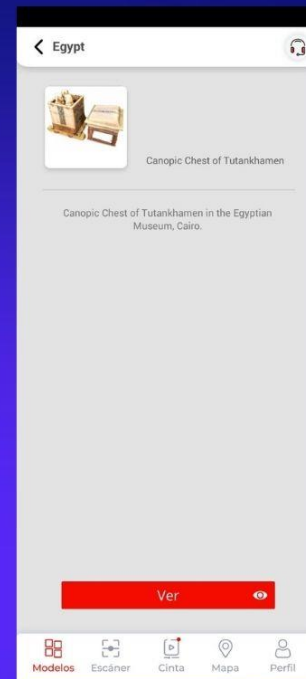 Egypt
Canopic Chest of Tutankhamen
Canopic Chest of Tutankhamen in the Egyptian
Museum, Cairo.
Ver
Modelos Escáner Cinta Mapa Perfil